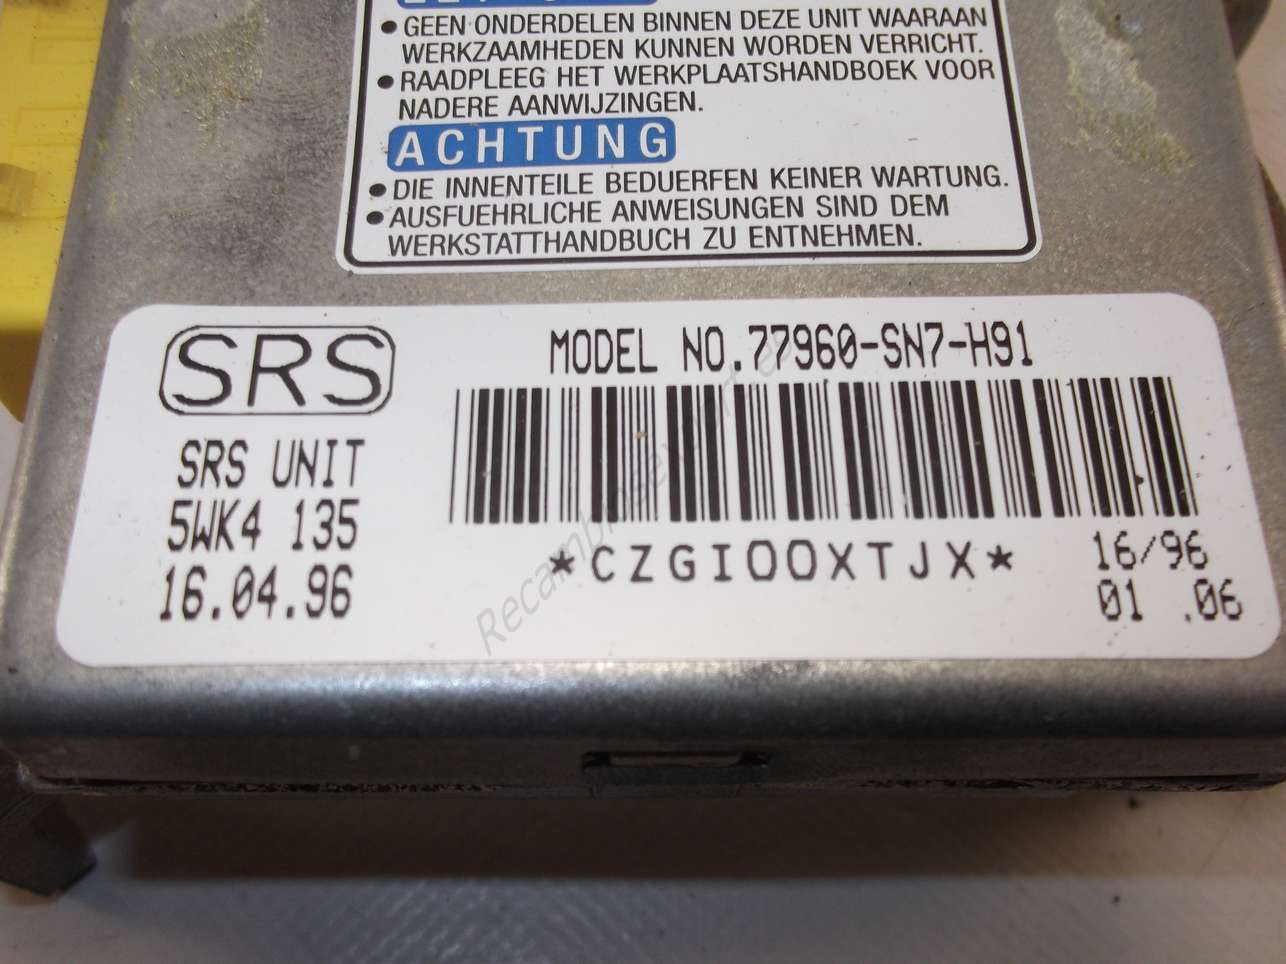 • GEEN ONDERDELEN BINNEN DEZE UNIT WAARAAN
WERKZAAMHEDEN KUNNEN WORDEN VERRICHT.
• RAADPLEEG HET WERKPLAATSHANDBOEK VOOR
NADERE AANWIJZINGEN.
ACHTUNG
• DIE INNENTEILE BEDUERFEN KEINER WARTUNG.
• AUSFUEHRLICHE ANWEISUNGEN SIND DEM
WERKSTATTHANDBUCH ZU ENTNEHMEN.
SRS
MODEL NO.77960-SN7-H91
SRS UNIT
5WK4 135
16.04.96
*CZGIOOXTJX*
16/96
01 .06